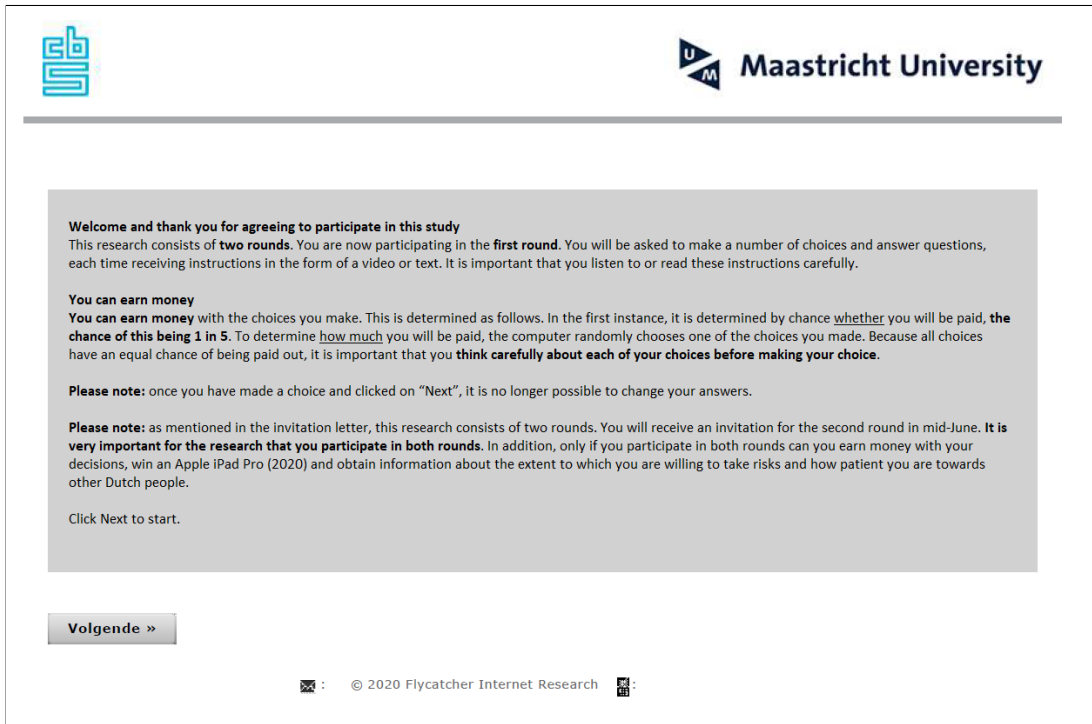 cbs
UM Maastricht University
Welcome and thank you for agreeing to participate in this study
This research consists of two rounds. You are now participating in the first round. You will be asked to make a number of choices and answer questions,
each time receiving instructions in the form of a video or text. It is important that you listen to or read these instructions carefully.
You can earn money
You can earn money with the choices you make. This is determined as follows. In the first instance, it is determined by chance whether you will be paid, the
chance of this being 1 in 5. To determine how much you will be paid, the computer randomly chooses one of the choices you made. Because all choices
have an equal chance of being paid out, it is important that you think carefully about each of your choices before making your choice.
Please note: once you have made a choice and clicked on “Next”, it is no longer possible to change your answers.
Please note: as mentioned in the invitation letter, this research consists of two rounds. You will receive an invitation for the second round in mid-June. It is
very important for the research that you participate in both rounds. In addition, only if you participate in both rounds can you earn money with your
decisions, win an Apple iPad Pro (2020) and obtain information about the extent to which you are willing to take risks and how patient you are towards
other Dutch people.
Click Next to start.
Volgende »
: © 2020 Flycatcher Internet Research :